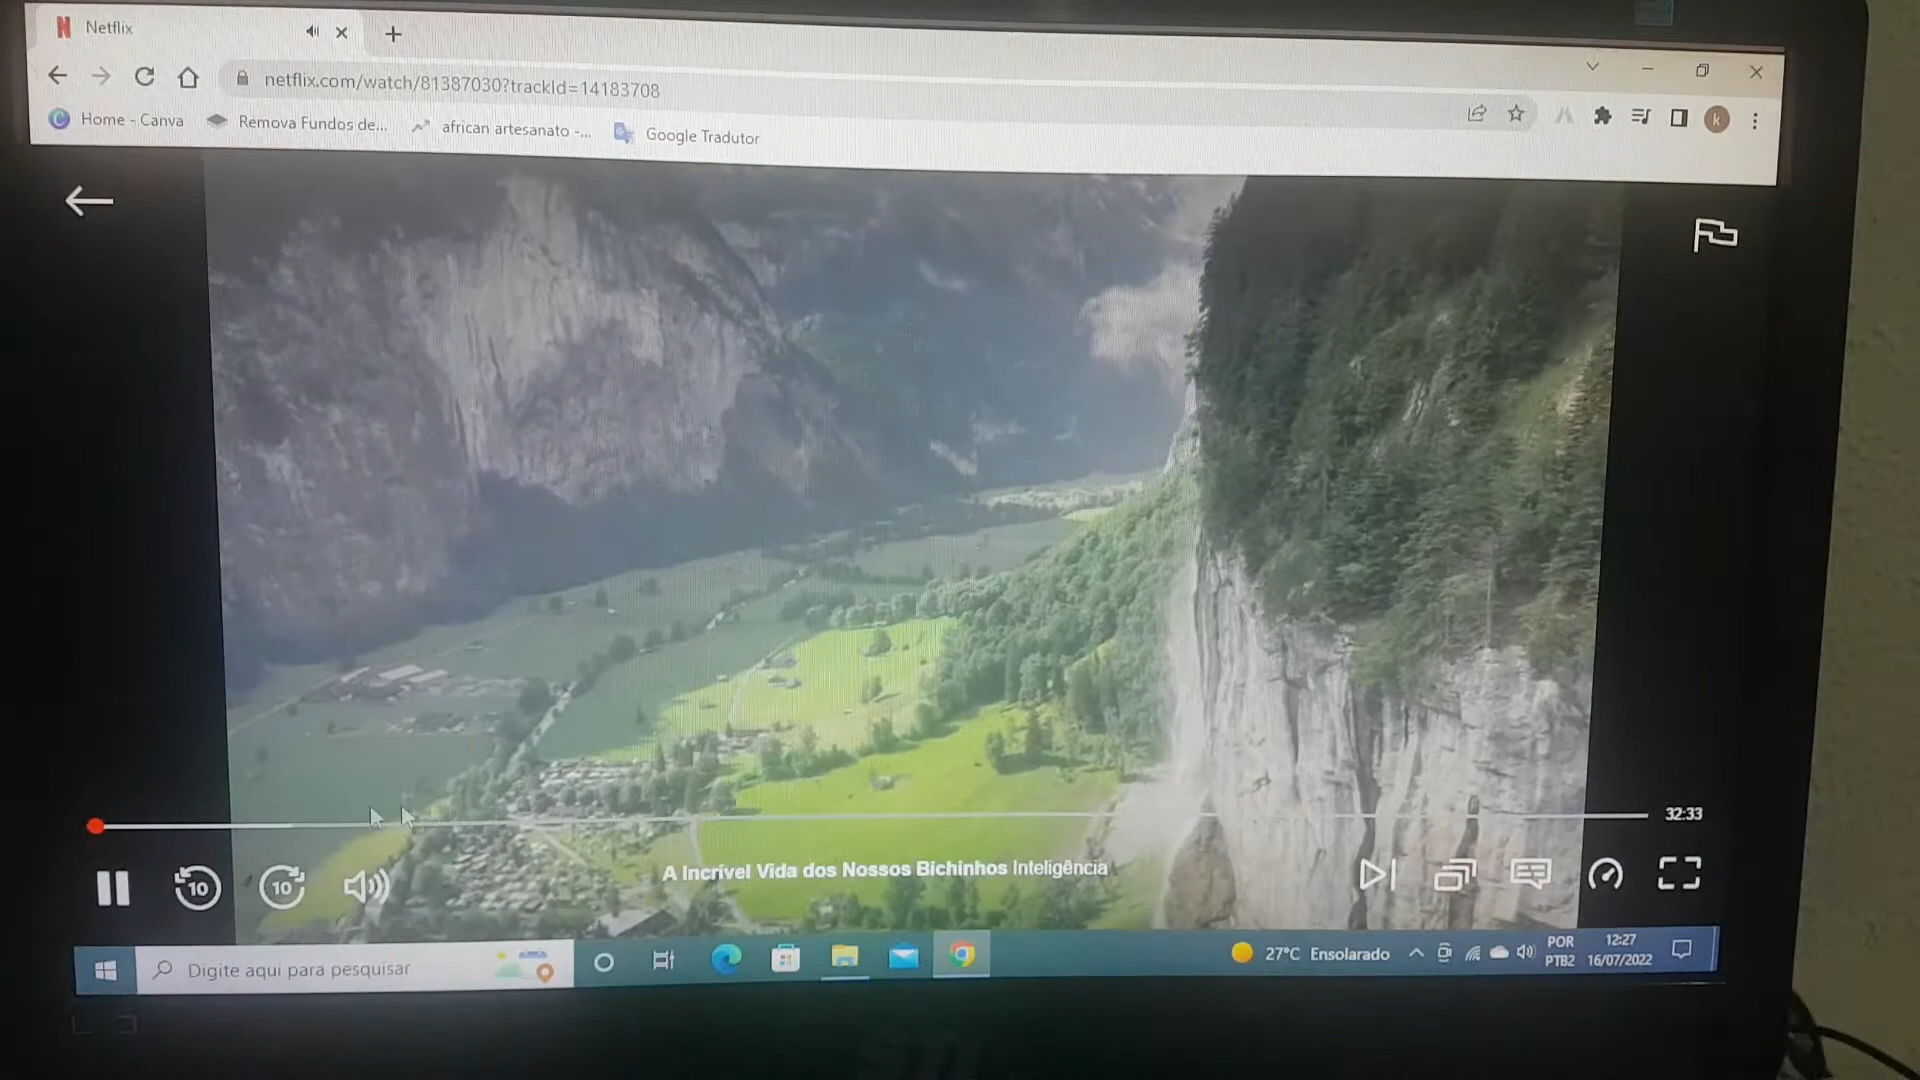 Netflix
netflix.com/watch/81387030?trackId=14183708
Home - Canva Remova Fundos de... african artesanato -... Google Tradutor
k
32:33
10 10 A Incrível Vida dos Nossos Bichinhos Inteligência
Digite aqui para pesquisar
27°C Ensolarado
POR 12:27
PTB2 16/07/2022